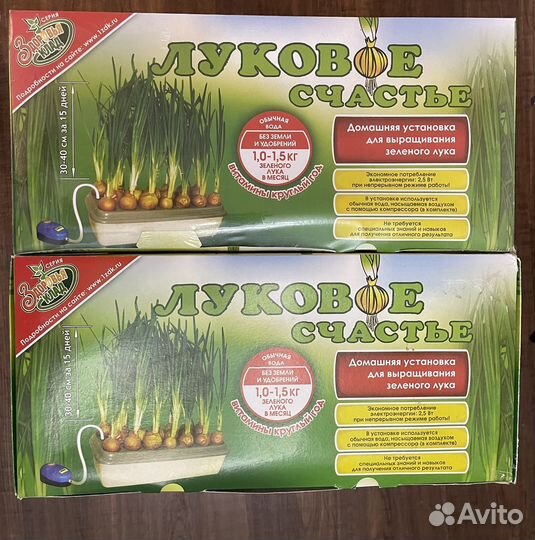 СЕРИЯ
Здоровья
КЛАД
Подробности на сайте: www.1zdk.ru
ЛУКОВОЕ
СЧАСТЬЕ
30-40 см за 15 дней
ОБЫЧНАЯ
ВОДА
БЕЗ ЗЕМЛИ
И УДОБРЕНИЙ
1,0-1,5 КГ
ЗЕЛЕНОГО
ЛУКА
В МЕСЯЦ
ВИТАМИНЫ КРУГЛЫЙ ГОД
Домашняя установка
для выращивания
зеленого лука
Экономное потребление
электроэнергии: 2,5 Вт
при непрерывном режиме работы!
В установке используется
обычная вода, насыщаемая воздухом
с помощью компрессора (в комплекте)
Не требуется
специальных знаний и навыков
для получения отличного результата
СЕРИЯ
Здоровья
КЛАД
Подробности на сайте: www.1zdk.ru
ЛУКОВОЕ
СЧАСТЬЕ
30-40 см за 15 дней
ОБЫЧНАЯ
ВОДА
БЕЗ ЗЕМЛИ
И УДОБРЕНИЙ
1,0-1,5 КГ
ЗЕЛЕНОГО
ЛУКА
В МЕСЯЦ
ВИТАМИНЫ КРУГЛЫЙ ГОД
Домашняя установка
для выращивания
зеленого лука
Экономное потребление
электроэнергии: 2,5 Вт
при непрерывном режиме работы!
В установке используется
обычная вода, насыщаемая воздухом
с помощью компрессора (в комплекте)
Не требуется
специальных знаний и навыков
для получения отличного результата
Avito